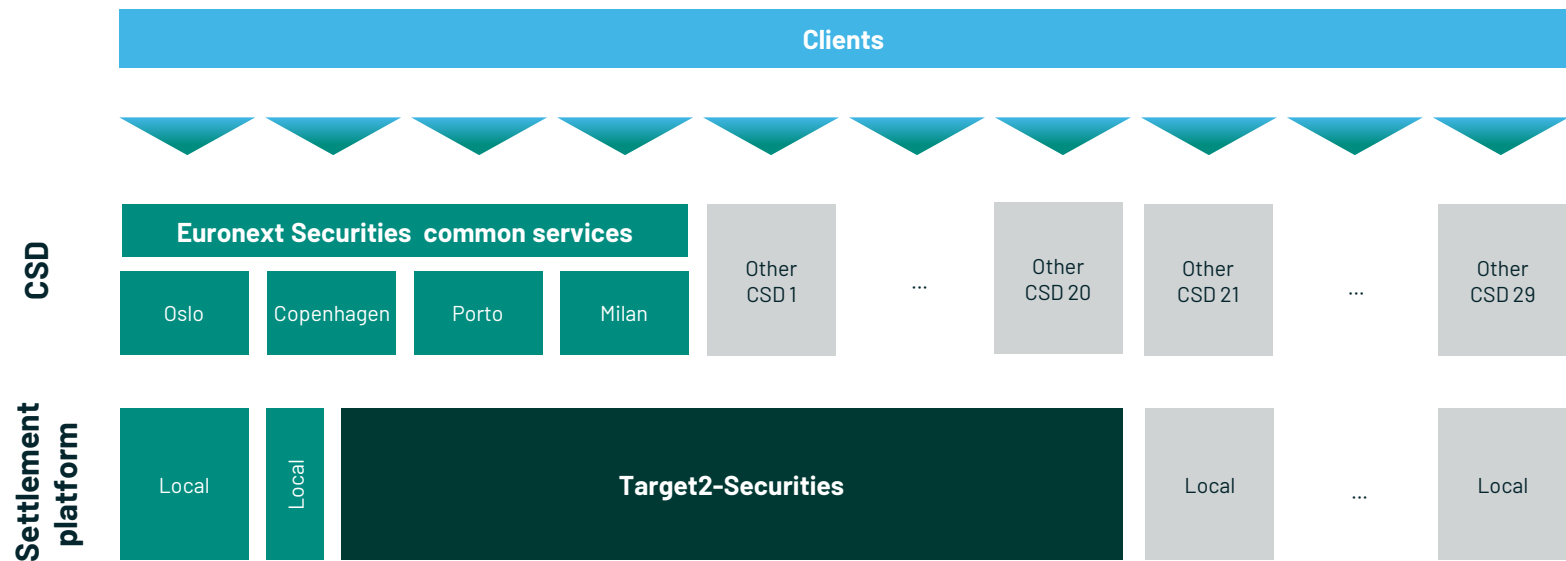 Clients
CSD
Euronext Securities common services
Oslo
Copenhagen
Porto
Milan
Other
CSD 1
...
Other
CSD 20
Other
CSD 21
...
Other
CSD 29
Settlement
platform
Local
Local
Target2-Securities
Local
...
Local